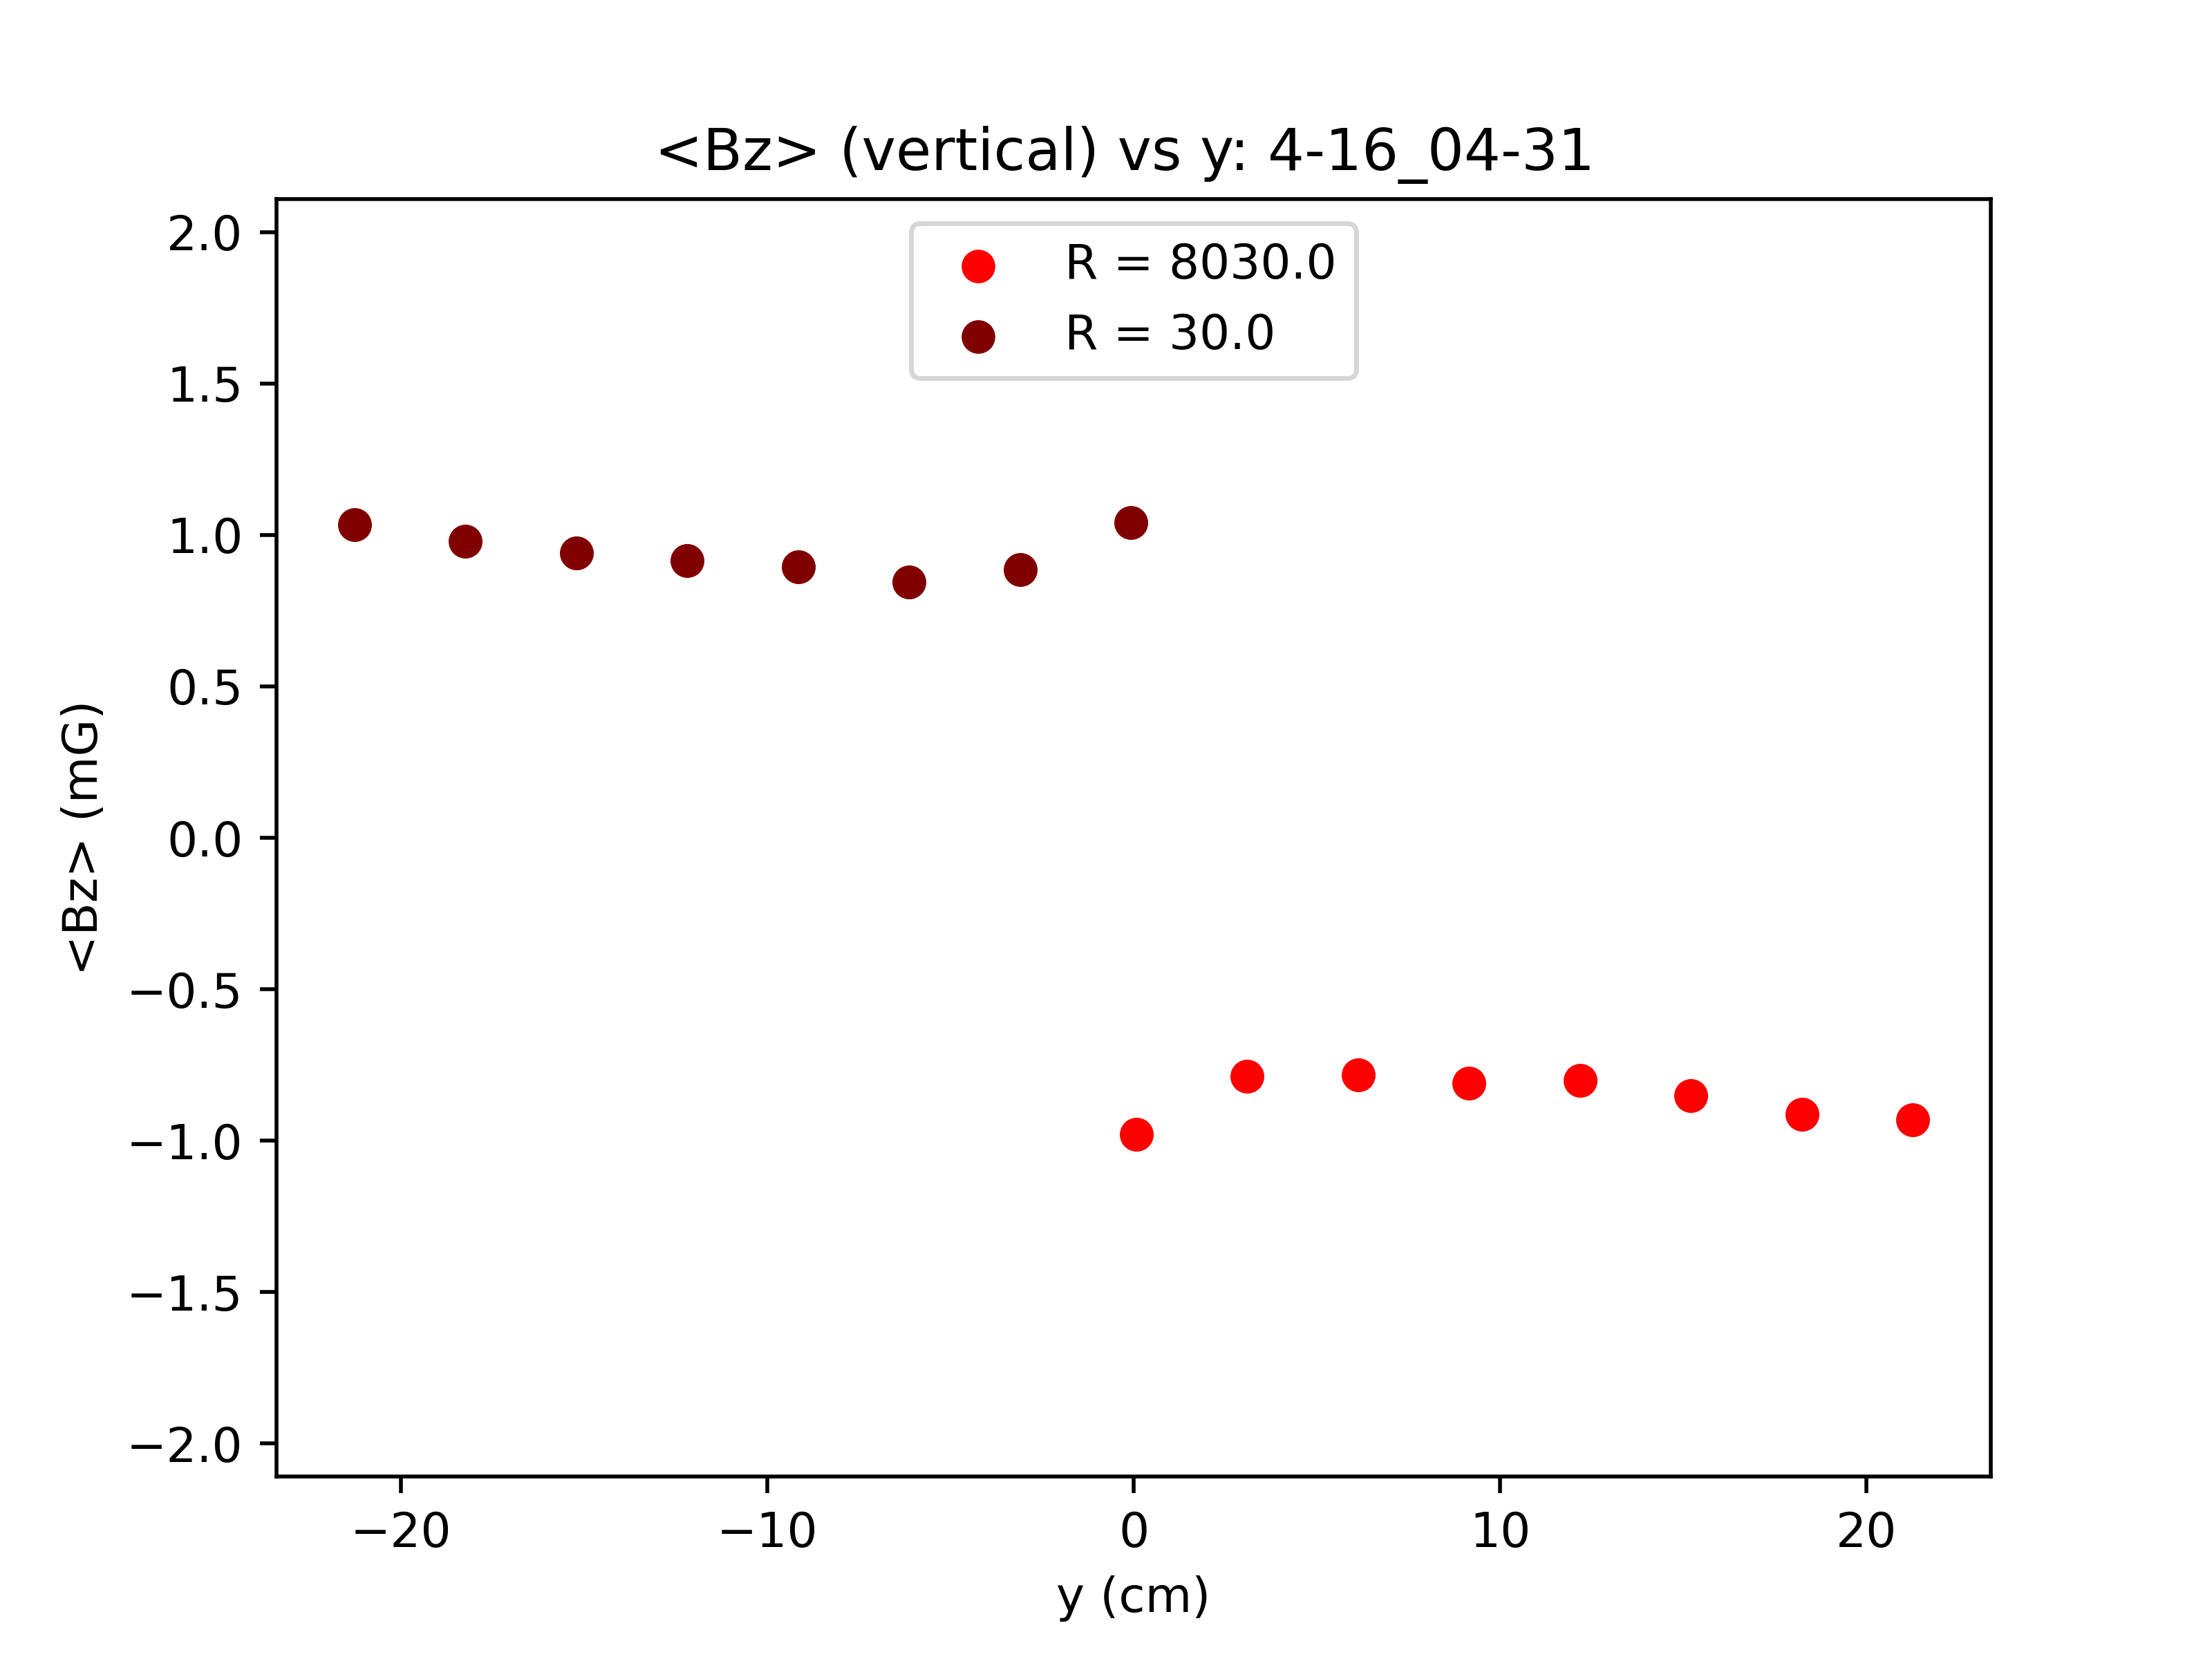 <Bz> (vertical) vs y: 4-16_04-31
R = 8030.0
R = 30.0
2.0
1.5
1.0
0.5
0.0
−0.5
−1.0
−1.5
−2.0
<Bz> (mG)
−20 −10 0 10 20
y (cm)